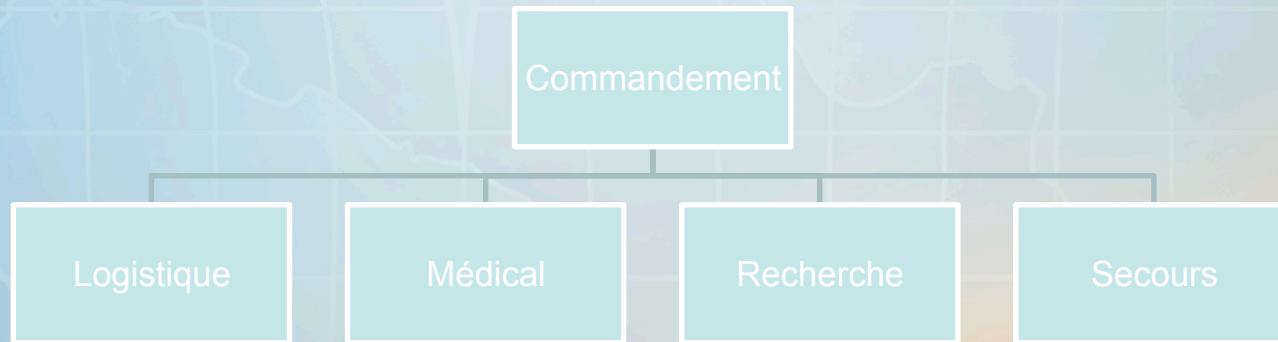 Commandement
Logistique
Médical
Recherche
Secours